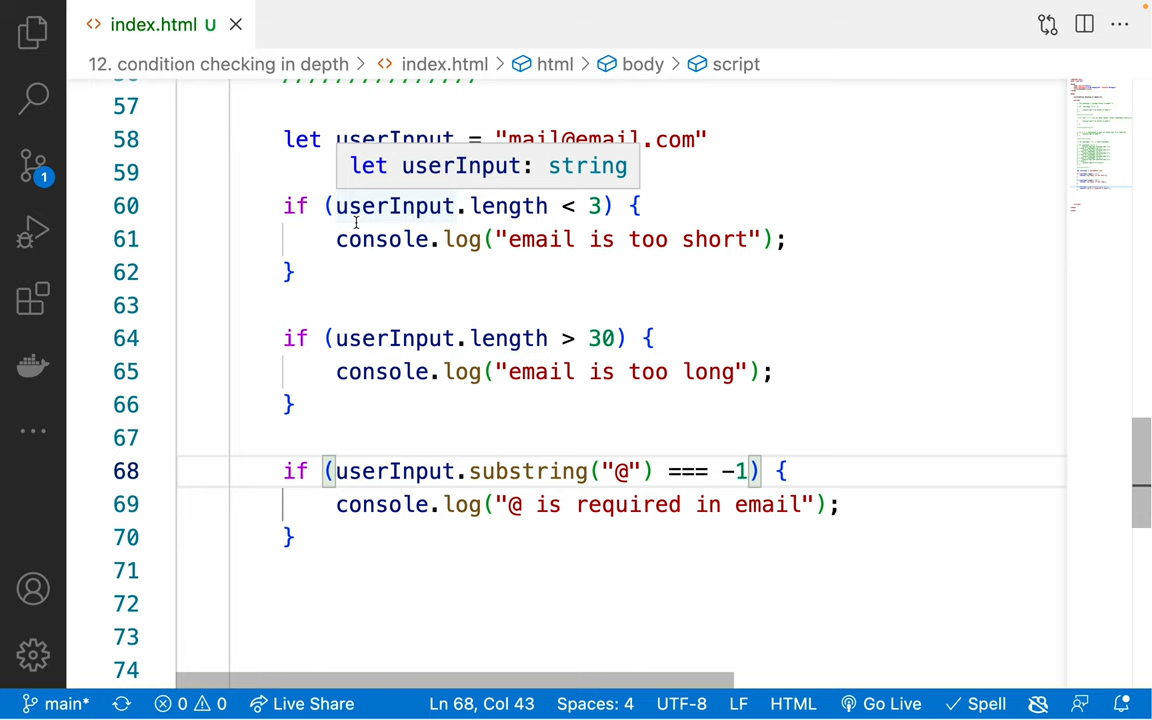 index.html U
12. condition checking in depth > index.html > html > body > script
57
58 let userInput = "mail@email.com"
let userInput: string
59
60 if (userInput.length < 3) {
61 console.log("email is too short");
62 }
63
64 if (userInput.length > 30) {
65 console.log("email is too long");
66 }
67
68 if (userInput.substring("@") === -1) {
69 console.log("@ is required in email");
70 }
71
72
73
74
1
main* 0 0 Live Share Ln 68, Col 43 Spaces: 4 UTF-8 LF HTML Go Live Spell